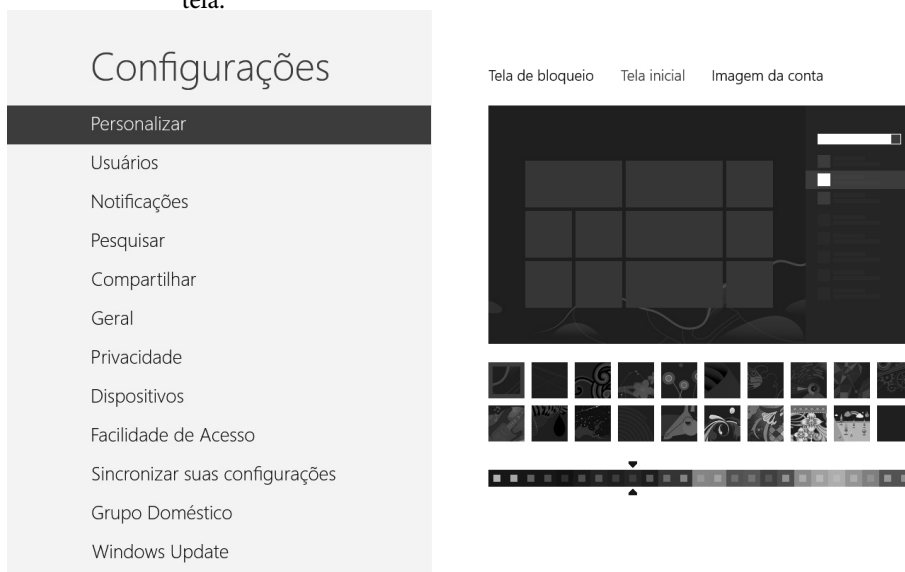 tela.
Configurações
Personalizar
Usuários
Notificações
Pesquisar
Compartilhar
Geral
Privacidade
Dispositivos
Facilidade de Acesso
Sincronizar suas configurações
Grupo Doméstico
Windows Update
Tela de bloqueio Tela inicial Imagem da conta